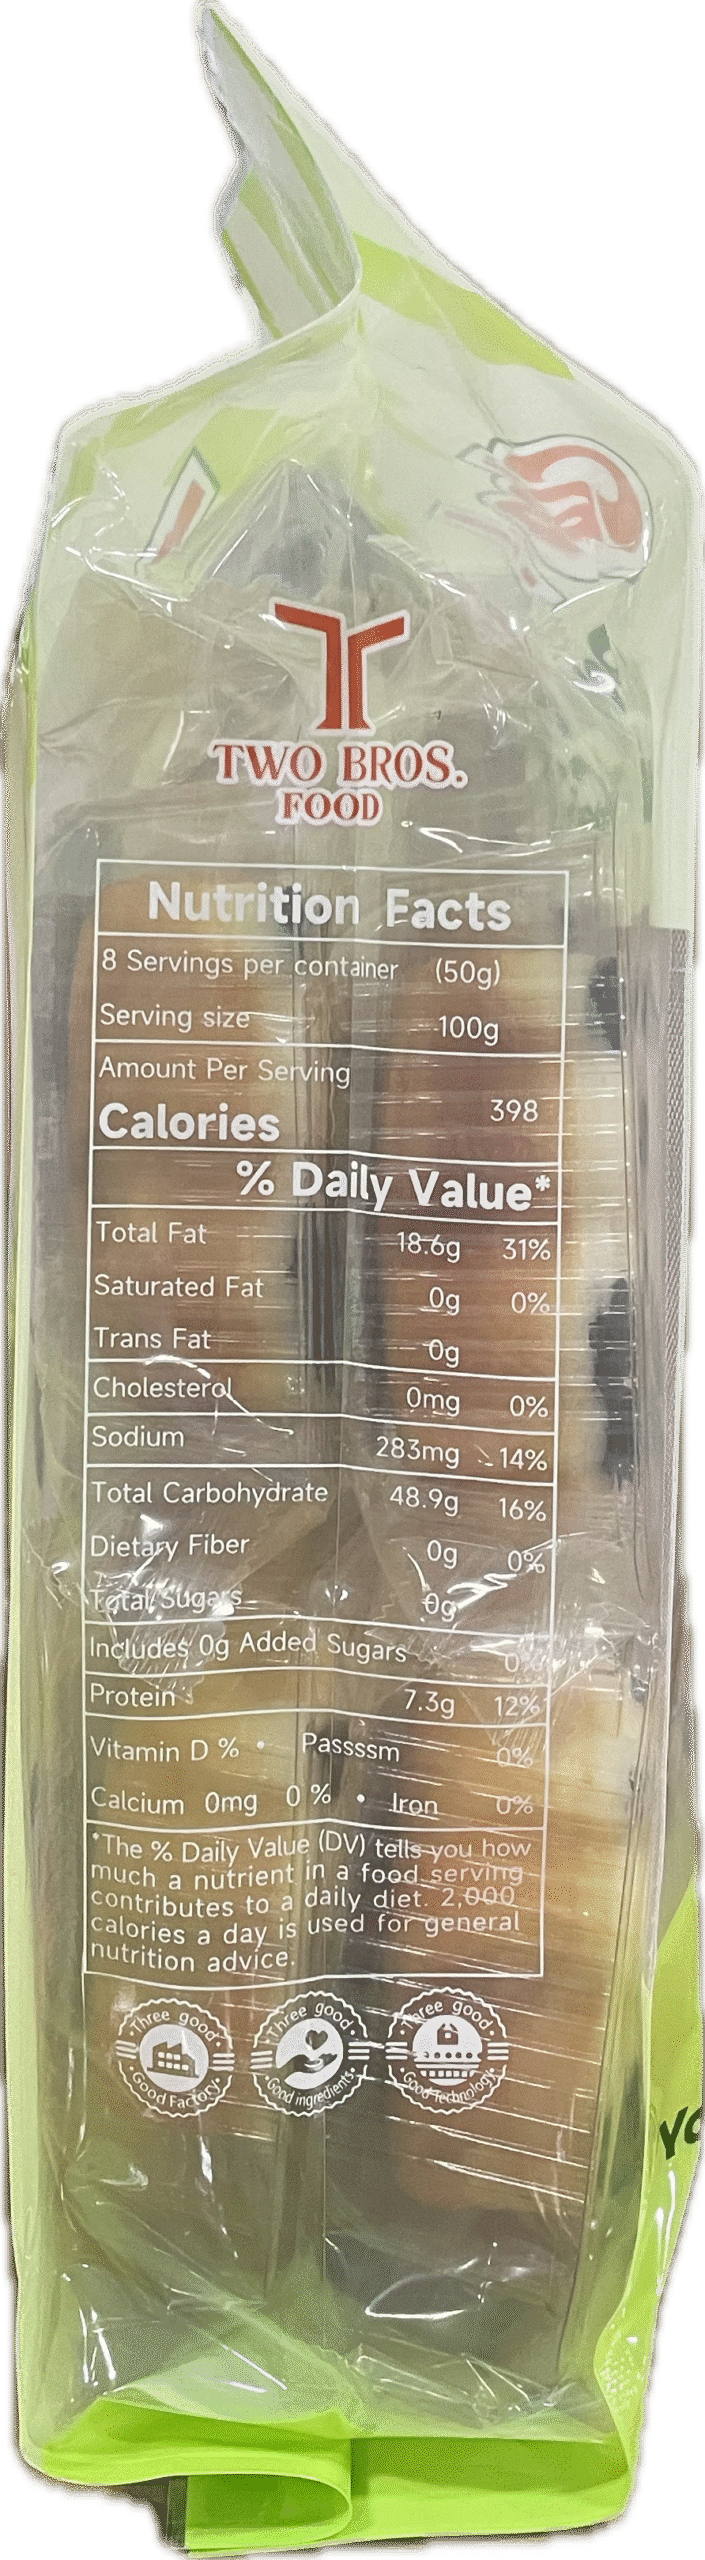 TWO BROS.
FOOD
Nutrition Facts
8 Servings per container (50g)
Serving size 100g
Amount Per Serving
Calories 398
% Daily Value*
Total Fat 18.6g 31%
Saturated Fat 0g 0%
Trans Fat 0g
Cholesterol 0mg 0%
Sodium 283mg 14%
Total Carbohydrate 48.9g 16%
Dietary Fiber 0g 0%
Total Sugars 0g
Includes 0g Added Sugars 0%
Protein 7.3g 12%
Vitamin D % • Passssm 0%
Calcium 0mg 0% • Iron 0%
*The % Daily Value (DV) tells you how
much a nutrient in a food serving
contributes to a daily diet. 2,000
calories a day is used for general
nutrition advice.
Three good
Good Factory
Three good
Good ingredients
Three good
Good Technology